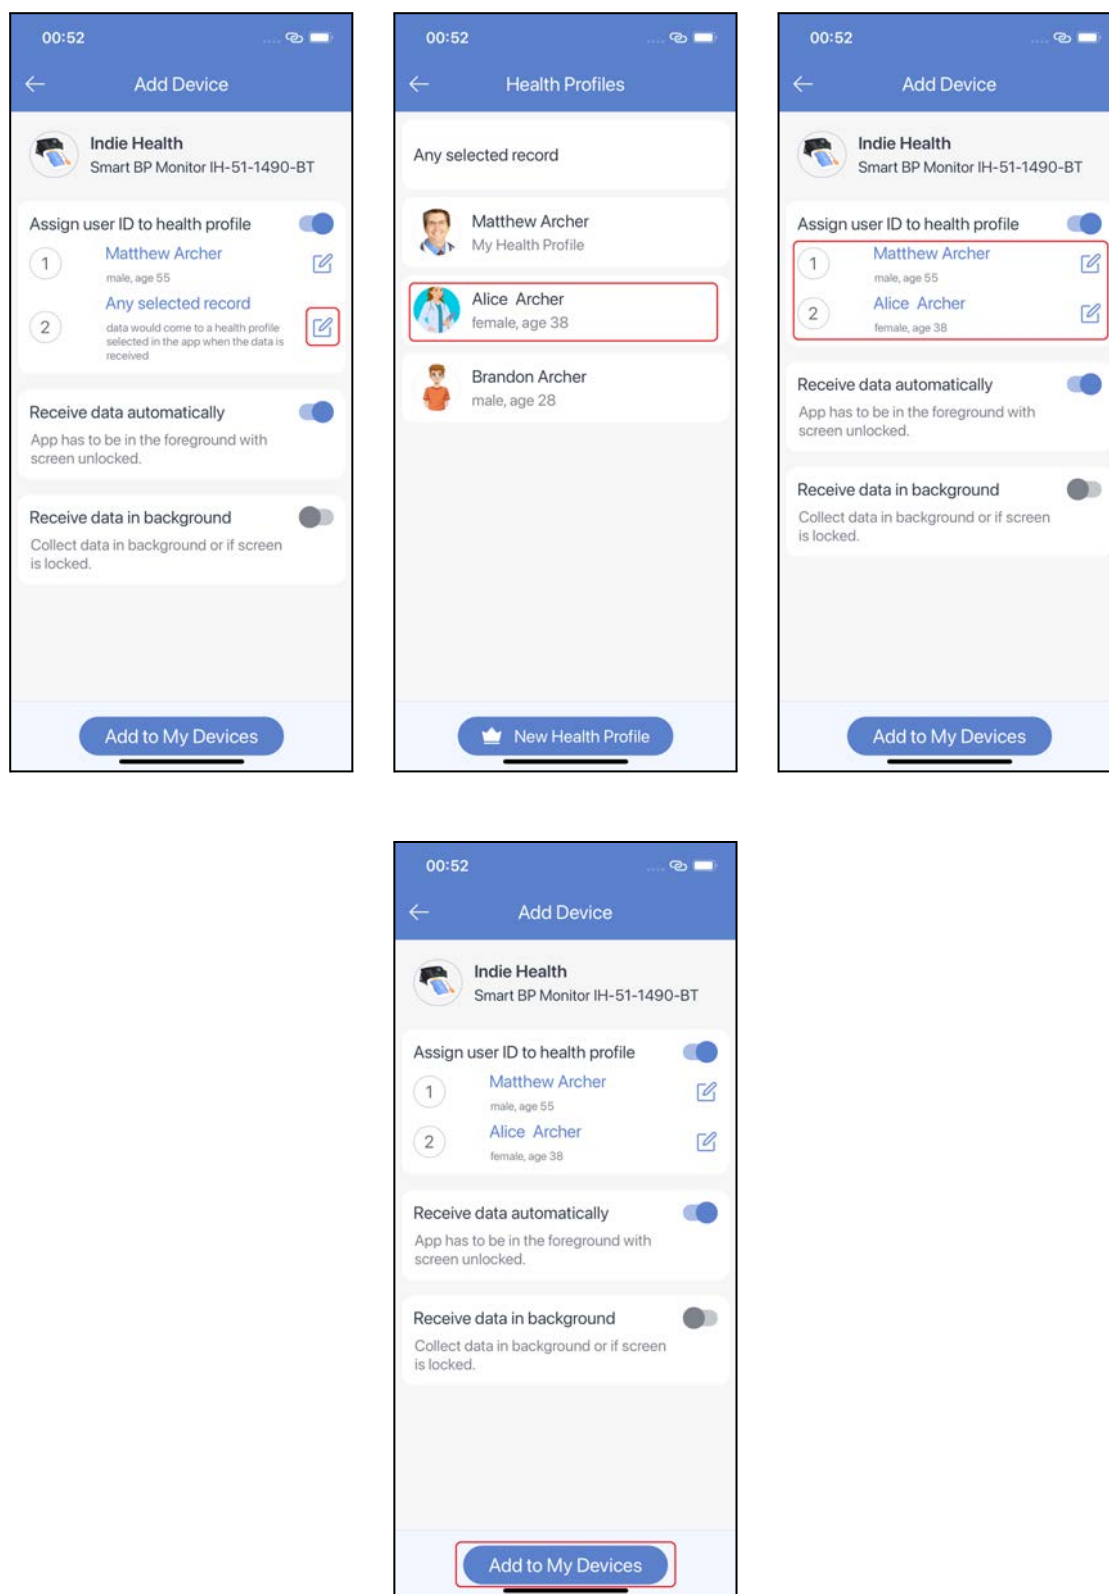 00:52
Add Device
Indie Health
Smart BP Monitor IH-51-1490-BT
Assign user ID to health profile
1
Matthew Archer
male, age 55
2
Any selected record
data would come to a health profile
selected in the app when the data is
received
Receive data automatically
App has to be in the foreground with
screen unlocked.
Receive data in background
Collect data in background or if screen
is locked.
Add to My Devices
00:52
Health Profiles
Any selected record
Matthew Archer
My Health Profile
Alice Archer
female, age 38
Brandon Archer
male, age 28
New Health Profile
00:52
Add Device
Indie Health
Smart BP Monitor IH-51-1490-BT
Assign user ID to health profile
1
Matthew Archer
male, age 55
2
Alice Archer
female, age 38
Receive data automatically
App has to be in the foreground with
screen unlocked.
Receive data in background
Collect data in background or if screen
is locked.
Add to My Devices
00:52
Add Device
Indie Health
Smart BP Monitor IH-51-1490-BT
Assign user ID to health profile
1
Matthew Archer
male, age 55
2
Alice Archer
female, age 38
Receive data automatically
App has to be in the foreground with
screen unlocked.
Receive data in background
Collect data in background or if screen
is locked.
Add to My Devices